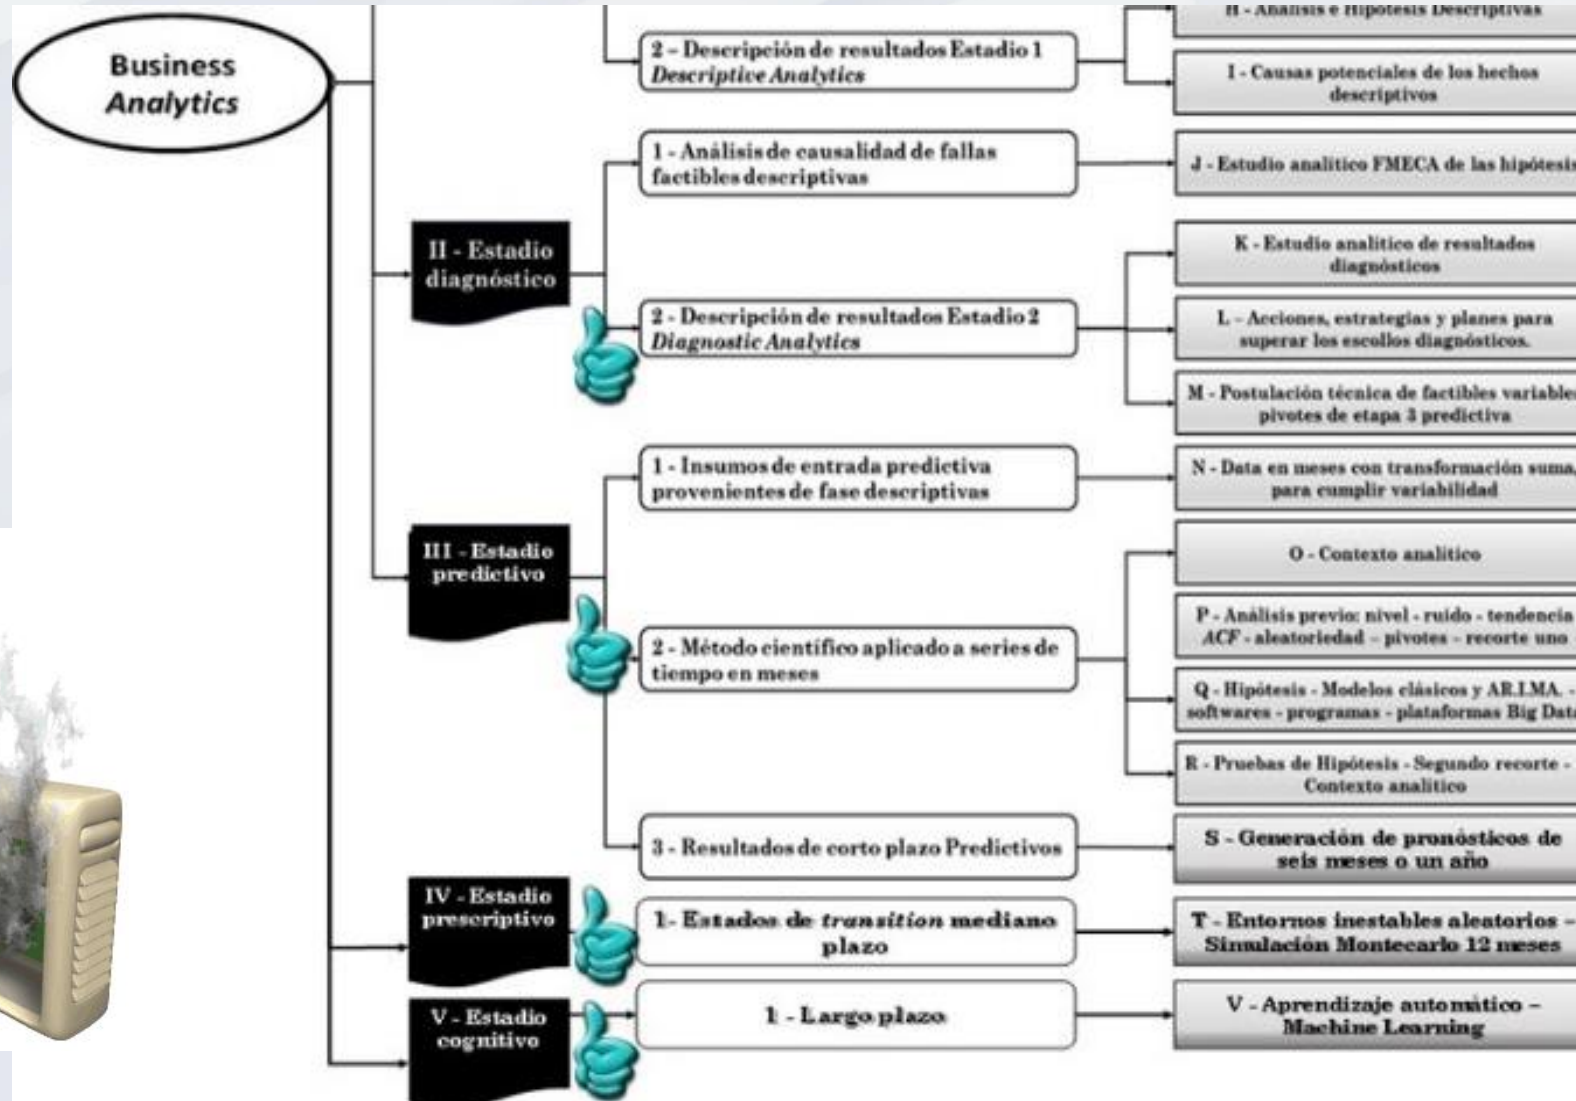 Business
Analytics
H - Análisis e Hipótesis Descriptivas
2 - Descripción de resultados Estadio 1
Descriptive Analytics
I - Causas potenciales de los hechos
descriptivos
1 - Análisis de causalidad de fallas
factibles descriptivas
J - Estudio analítico FMECA de las hipótesis
II - Estadio
diagnóstico
K - Estudio analítico de resultados
diagnósticos
2 - Descripción de resultados Estadio 2
Diagnostic Analytics
L - Acciones, estrategias y planes para
superar los escollos diagnósticos.
M - Postulación técnica de factibles variables
pivotes de etapa 3 predictiva
1 - Insumos de entrada predictiva
provenientes de fase descriptivas
N - Data en meses con transformación suma,
para cumplir variabilidad
III - Estadio
predictivo
O - Contexto analítico
P - Análisis previo: nivel - ruido - tendencia
ACF - aleatoriedad - pivotes - recorte uno
2 - Método científico aplicado a series de
tiempo en meses
Q - Hipótesis - Modelos clásicos y AR.I.MA. -
softwares - programas - plataformas Big Data
R - Pruebas de Hipótesis - Segundo recorte -
Contexto analítico
3 - Resultados de corto plazo Predictivos
S - Generación de pronósticos de
seis meses o un año
IV - Estadio
prescriptivo
1- Estados de transition mediano
plazo
T - Entornos inestables aleatorios –
Simulación Montecarlo 12 meses
V - Estadio
cognitivo
1 - Largo plazo
V - Aprendizaje automático –
Machine Learning